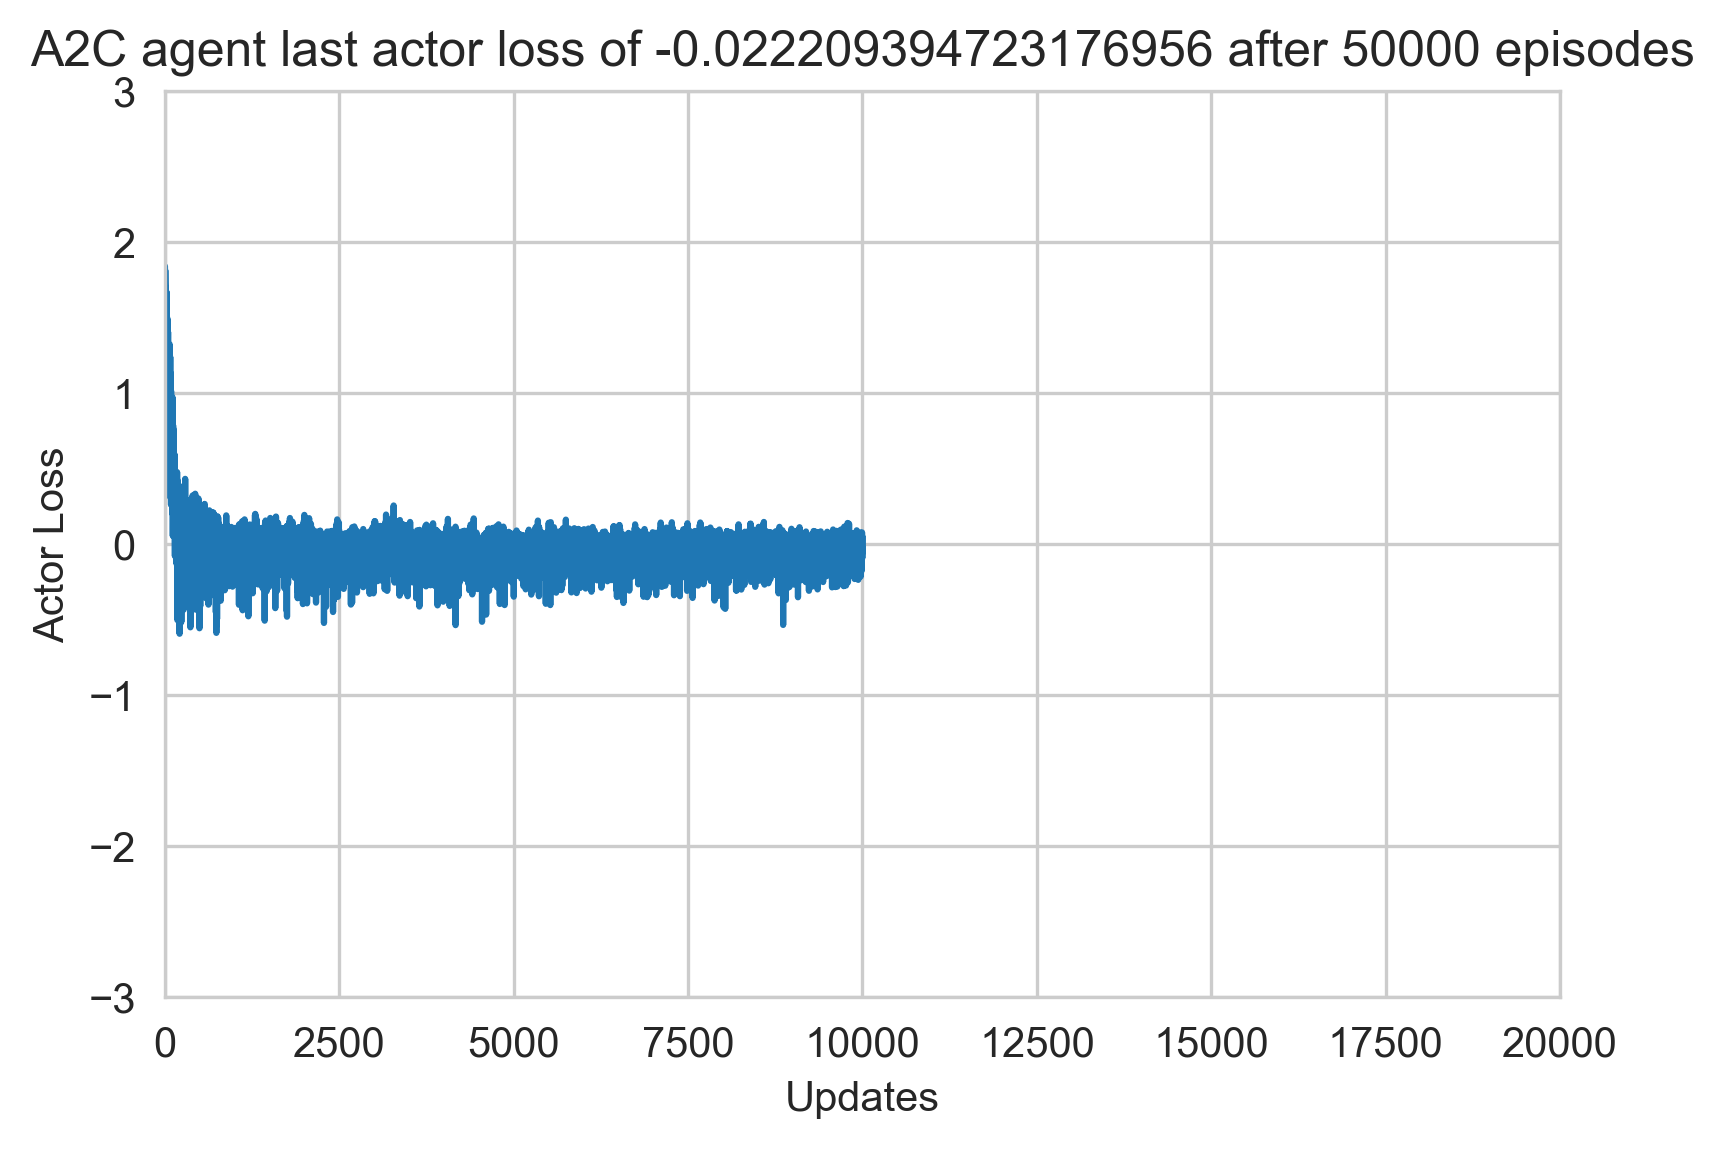 A2C agent last actor loss of -0.022209394723176956 after 50000 episodes
3
2
1
0
−1
−2
−3
Actor Loss
0 2500 5000 7500 10000 12500 15000 17500 20000
Updates